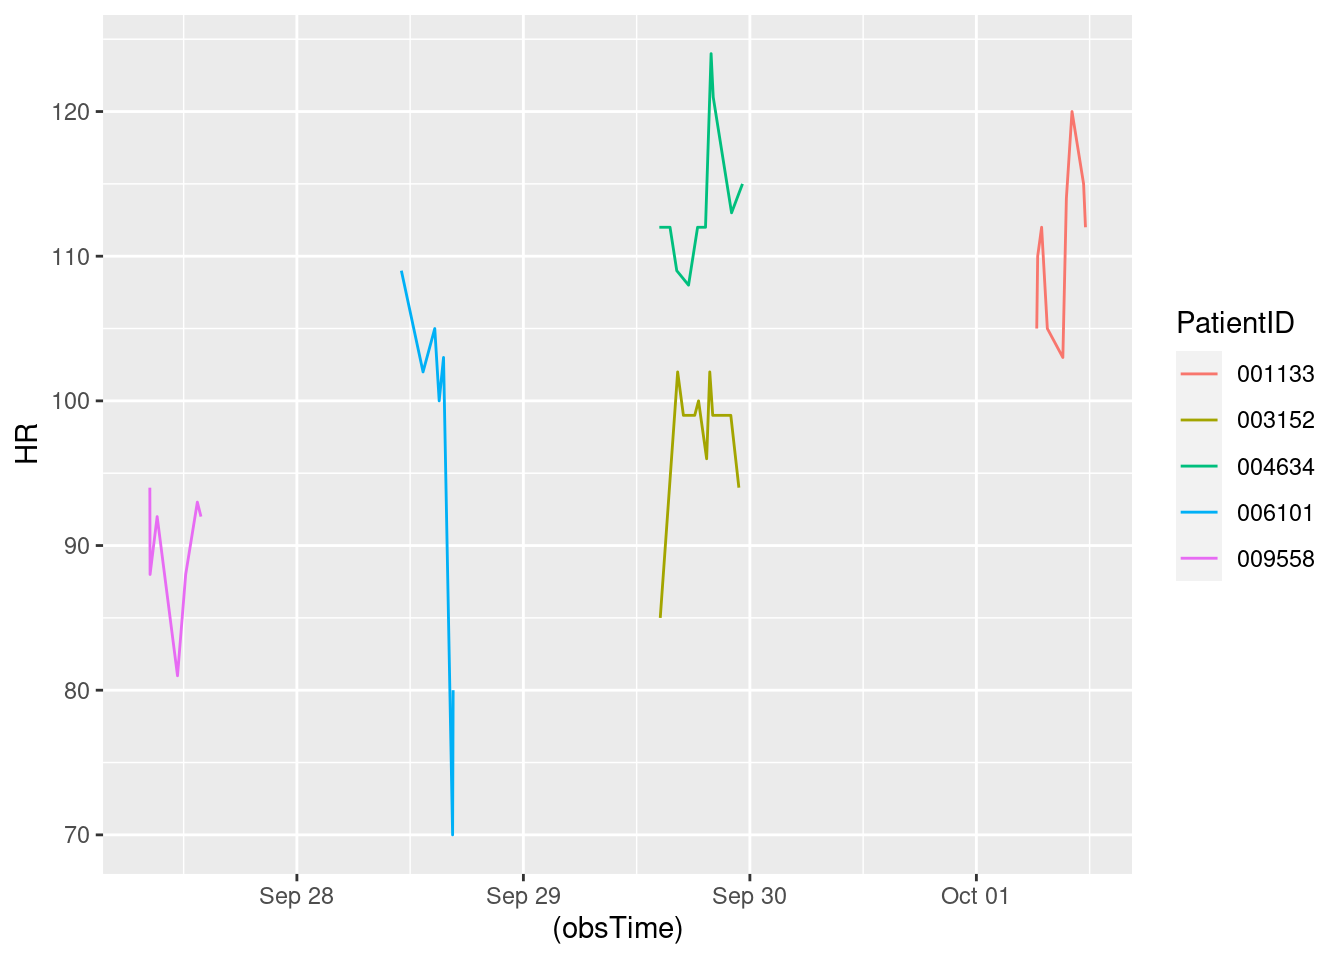 120
110
100
90
80
70
HR
Sep 28
Sep 29
Sep 30
Oct 01
(obsTime)
PatientID
001133
003152
004634
006101
009558